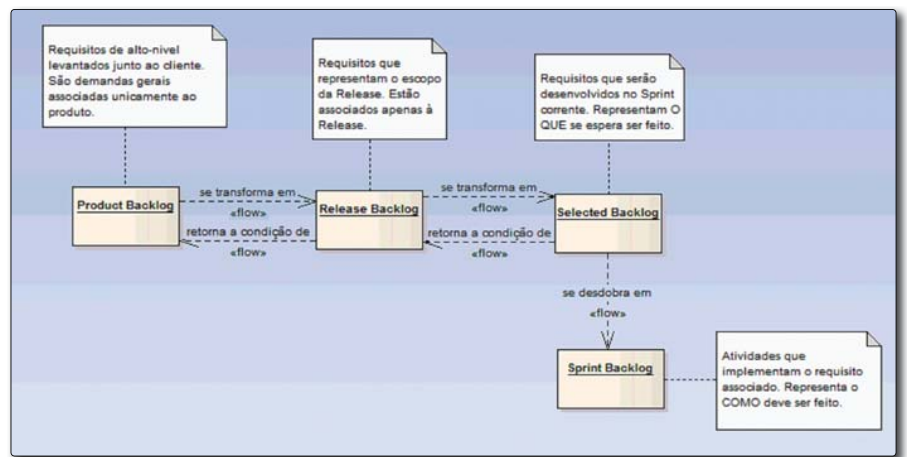 Requisitos de alto-nivel
levantados junto ao cliente.
São demandas gerais
associadas unicamente ao
produto.
Requisitos que
representam o escopo
da Release. Estão
associados apenas à
Release.
Requisitos que serão
desenvolvidos no Sprint
corrente. Representam O
QUE se espera ser feito.
Product Backlog
se transforma em
«flow»
retorna a condição de
«flow»
Release Backlog
se transforma em
«flow»
retorna a condição de
«flow»
Selected Backlog
se desdobra em
«flow»
Sprint Backlog
Atividades que
implementam o requisito
associado. Representa o
COMO deve ser feito.